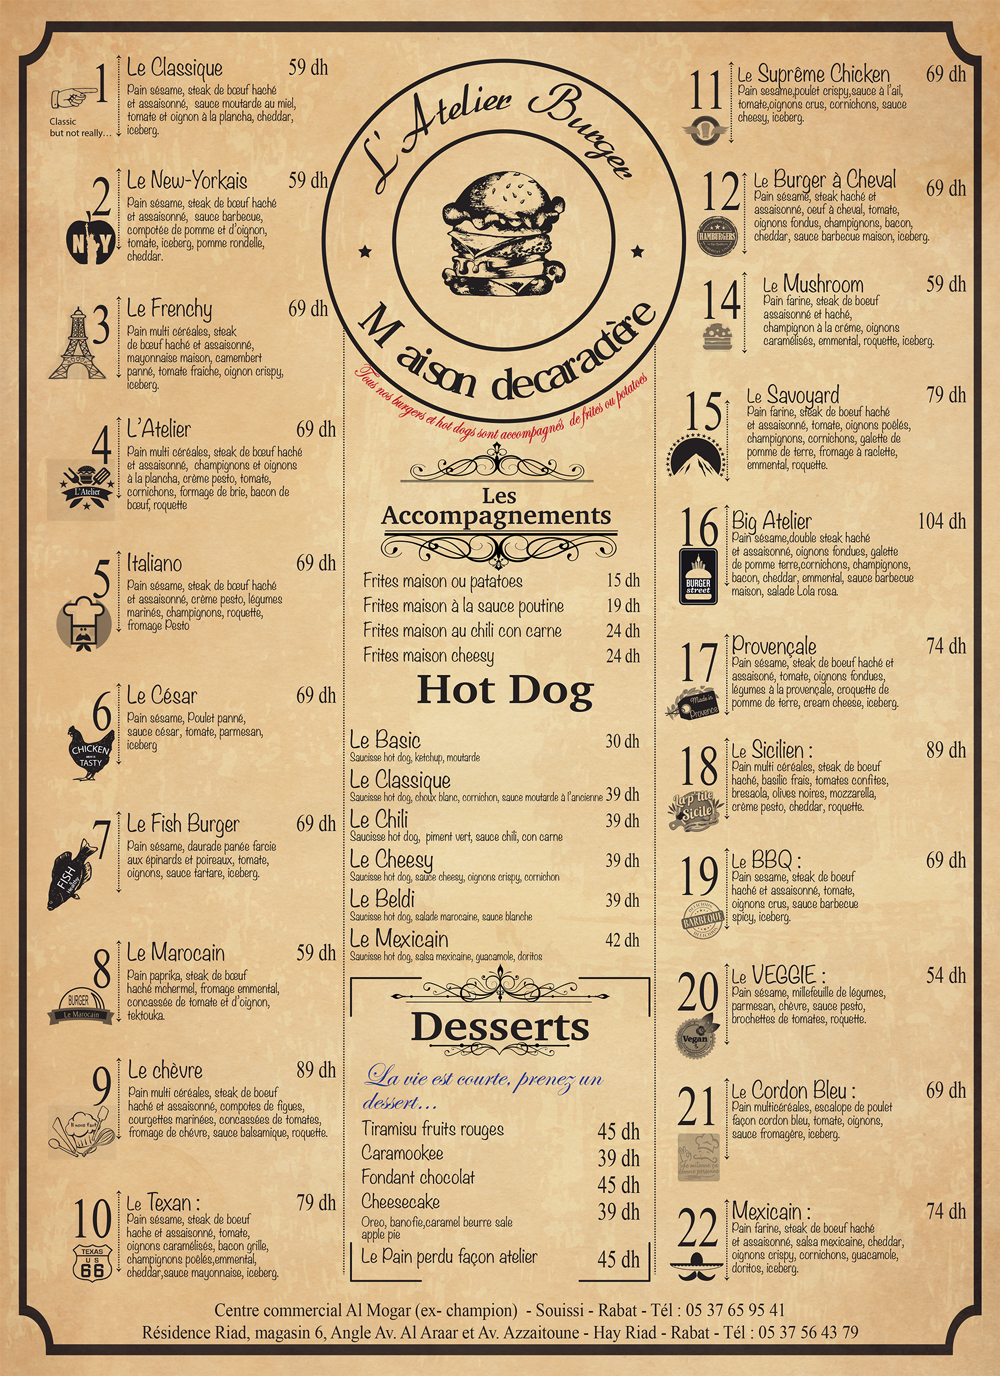 1
Le Classique 59 dh
Pain sésame, steak de bœuf haché
et assaisonné, sauce moutarde au miel,
tomate et oignon à la plancha, cheddar,
iceberg.
Classic
but not really...
2
Le New-Yorkais 59 dh
Pain sésame, steak de bœuf haché
et assaisonné, sauce barbecue,
compotée de pomme et d'oignon,
tomate, iceberg, pomme rondelle,
cheddar.
NY
3
Le Frenchy 69 dh
Pain multi céréales, steak
de bœuf haché et assaisonné,
mayonnaise maison, camembert
panné, tomate fraiche, oignon crispy,
iceberg.
4
L'Atelier 69 dh
Pain multi céréales, steak de bœuf haché
et assaisonné, champignons et oignons
à la plancha, crème pesto, tomate,
cornichons, formage de brie, bacon de
bœuf, roquette
L'Atelier
5
Italiano 69 dh
Pain sésame, steak de bœuf haché
et assaisonné, crème pesto, légumes
marinés, champignons, roquette,
fromage Pesto
6
Le César 69 dh
Pain sésame, Poulet panné,
sauce césar, tomate, parmesan,
iceberg
CHICKEN
TASTY
7
Le Fish Burger 69 dh
Pain sésame, daurade panée farcie
aux épinards et poireaux, tomate,
oignons, sauce tartare, iceberg.
FISH
8
Le Marocain 59 dh
Pain paprika, steak de bœuf
haché mchermel, fromage emmental,
concassée de tomate et d'oignon,
tektouka.
BURGER
Le Marocain
9
Le chèvre 89 dh
Pain multi céréales, steak de bœuf
haché et assaisonné, compotes de figues,
courgettes marinées, concassées de tomates,
fromage de chèvre, sauce balsamique, roquette.
10
Le Texan : 79 dh
Pain sésame, steak de boeuf
hache et assaisonné, tomate,
oignons caramélisés, bacon grille,
champignons poêlés,emmental,
cheddar,sauce mayonnaise, iceberg.
TEXAS
US
66
L'Atelier Burger
Maison decaractère
Tous nos burgers et hot dogs sont accompagnés de frites ou potatoes
Les
Accompagnements
Frites maison ou patatoes 15 dh
Frites maison à la sauce poutine 19 dh
Frites maison au chili con carne 24 dh
Frites maison cheesy 24 dh
Hot Dog
Le Basic 30 dh
Saucisse hot dog, ketchup, moutarde
Le Classique
Saucisse hot dog, choux blanc, cornichon, sauce moutarde à l'ancienne 39 dh
Le Chili 39 dh
Saucisse hot dog, piment vert, sauce chili, con carne
Le Cheesy 39 dh
Saucisse hot dog, sauce cheesy, oignons crispy, cornichon
Le Beldi 39 dh
Saucisse hot dog, salade marocaine, sauce blanche
Le Mexicain 42 dh
Saucisse hot dog, salsa mexicaine, guacamole, doritos
Desserts
La vie est courte, prenez un
dessert...
Tiramisu fruits rouges 45 dh
Caramookee 39 dh
Fondant chocolat 45 dh
Cheesecake 39 dh
Oreo, banofie,caramel beurre sale
apple pie
Le Pain perdu façon atelier 45 dh
11
Le Suprême Chicken 69 dh
Pain sesame,poulet crispy,sauce à l'ail,
tomate,oignons crus, cornichons, sauce
cheesy, iceberg.
12
Le Burger à Cheval 69 dh
Pain sésame, steak haché et
assaisonné, oeuf à cheval, tomate,
oignons fondus, champignons, bacon,
cheddar, sauce barbecue maison, iceberg.
HAMBURGERS
14
Le Mushroom 59 dh
Pain farine, steak de boeuf
assaisonné et haché,
champignon à la crème, oignons
caramélisés, emmental, roquette, iceberg.
15
Le Savoyard 79 dh
Pain farine, steak de boeuf haché
et assaisonné, tomate, oignons poêlés,
champignons, cornichons, galette de
pomme de terre, fromage à raclette,
emmental, roquette.
16
Big Atelier 104 dh
Pain sésame,double steak haché
et assaisonné, oignons fondues, galette
de pomme terre,cornichons, champignons,
bacon, cheddar, emmental, sauce barbecue
maison, salade Lola rosa.
BURGER
street
17
Provençale 74 dh
Pain sésame, steak de boeuf haché et
assaisoné, tomate, oignons fondues,
légumes à la provençale, croquette de
pomme de terre, cream cheese, iceberg.
Made in
Provence
18
Le Sicilien : 89 dh
Pain multi céréales, steak de boeuf
haché, basilic frais, tomates confites,
bresaola, olives noires, mozzarella,
crème pesto, cheddar, roquette.
La p'tite
Sicile
19
Le BBQ : 69 dh
Pain sesame, steak de boeuf
haché et assaisonné, tomate,
oignons crus, sauce barbecue
spicy, iceberg.
BARBEQUE
20
Le VEGGIE : 54 dh
Pain sésame, millefeuille de légumes,
parmesan, chèvre, sauce pesto,
brochettes de tomates, roquette.
Vegan
21
Le Cordon Bleu : 69 dh
Pain multicéréales, escalope de poulet
façon cordon bleu, tomate, oignons,
sauce fromagère, iceberg.
22
Mexicain : 74 dh
Pain farine, steak de boeuf haché
et assaisonné, salsa mexicaine, cheddar,
oignons crispy, cornichons, guacamole,
doritos, iceberg.
Centre commercial Al Mogar (ex- champion) - Souissi - Rabat - Tél : 05 37 65 95 41
Résidence Riad, magasin 6, Angle Av. Al Araar et Av. Azzaitoune - Hay Riad - Rabat - Tél : 05 37 56 43 79